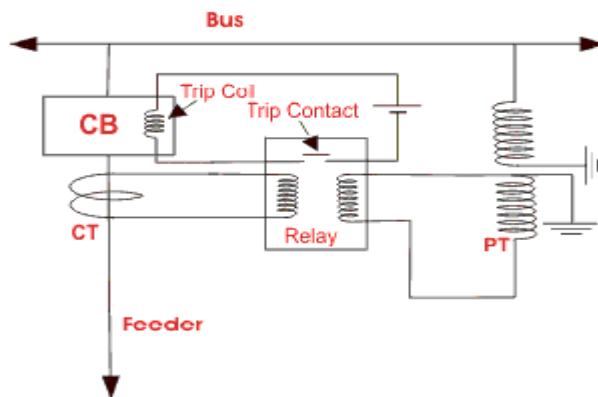 Bus
Trip Coil
Trip Contact
CB
CT
Relay
PT
Feeder